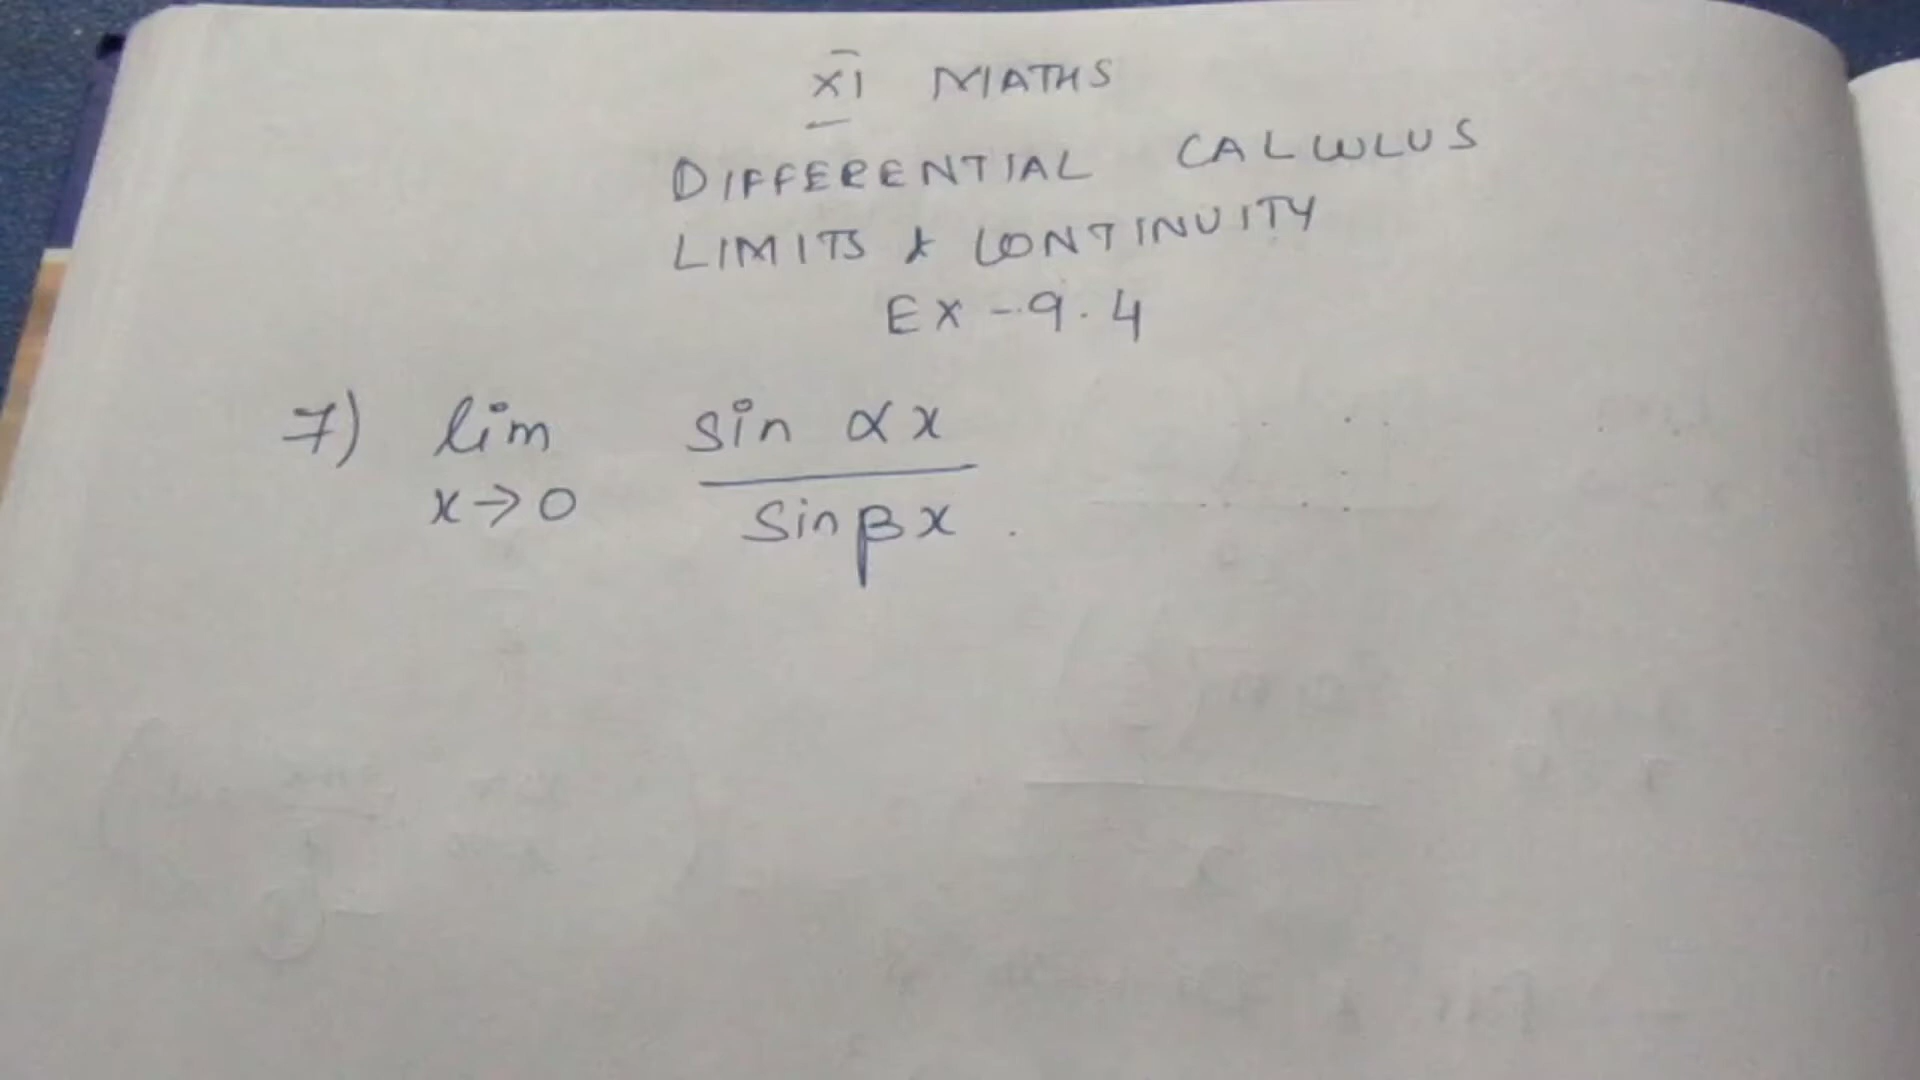 XI MATHS
DIFFERENTIAL CALCULUS
LIMITS & CONTINUITY
EX - 9.4
7) lim sin αx
x→0 sin βx.